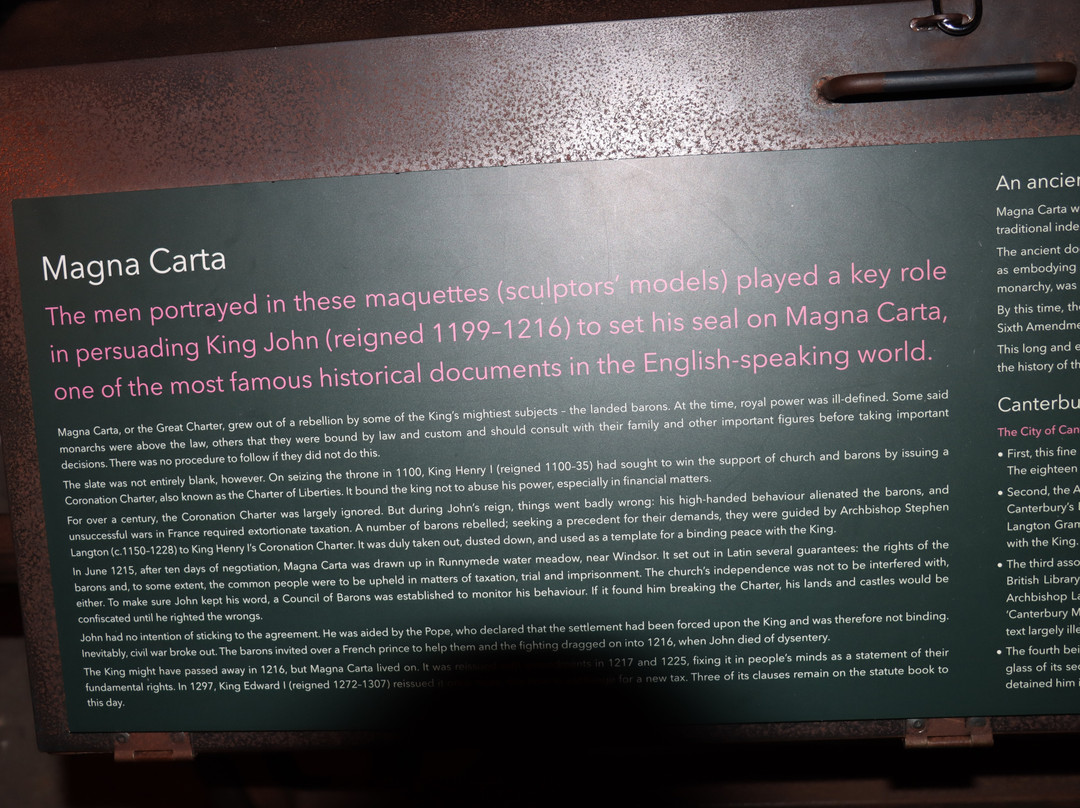 Magna Carta
The men portrayed in these maquettes (sculptors' models) played a key role
in persuading King John (reigned 1199–1216) to set his seal on Magna Carta,
one of the most famous historical documents in the English-speaking world.
Magna Carta, or the Great Charter, grew out of a rebellion by some of the King's mightiest subjects – the landed barons. At the time, royal power was ill-defined. Some said
monarchs were above the law, others that they were bound by law and custom and should consult with their family and other important figures before taking important
decisions. There was no procedure to follow if they did not do this.
The slate was not entirely blank, however. On seizing the throne in 1100, King Henry I (reigned 1100-35) had sought to win the support of church and barons by issuing a
Coronation Charter, also known as the Charter of Liberties. It bound the king not to abuse his power, especially in financial matters.
For over a century, the Coronation Charter was largely ignored. But during John's reign, things went badly wrong: his high-handed behaviour alienated the barons, and
unsuccessful wars in France required extortionate taxation. A number of barons rebelled; seeking a precedent for their demands, they were guided by Archbishop Stephen
Langton (c.1150-1228) to King Henry I's Coronation Charter. It was duly taken out, dusted down, and used as a template for a binding peace with the King.
In June 1215, after ten days of negotiation, Magna Carta was drawn up in Runnymede water meadow, near Windsor. It set out in Latin several guarantees: the rights of the
barons and, to some extent, the common people were to be upheld in matters of taxation, trial and imprisonment. The church's independence was not to be interfered with,
either. To make sure John kept his word, a Council of Barons was established to monitor his behaviour. If it found him breaking the Charter, his lands and castles would be
confiscated until he righted the wrongs.
John had no intention of sticking to the agreement. He was aided by the Pope, who declared that the settlement had been forced upon the King and was therefore not binding.
Inevitably, civil war broke out. The barons invited over a French prince to help them and the fighting dragged on into 1216, when John died of dysentery.
The King might have passed away in 1216, but Magna Carta lived on. It was in 1217 and 1225, fixing it in people's minds as a statement of their
fundamental rights. In 1297, King Edward I (reigned 1272–1307) reissued for a new tax. Three of its clauses remain on the statute book to
this day.
An ancien
Magna Carta w
traditional inde
The ancient do
as embodying
monarchy, was
By this time, th
Sixth Amendme
This long and e
the history of th
Canterbu
The City of Can
• First, this fine
The eighteen
• Second, the A
Canterbury's
Langton Gram
with the King.
• The third asso
British Library
Archbishop La
'Canterbury M
text largely ille
• The fourth bei
glass of its sec
detained him i